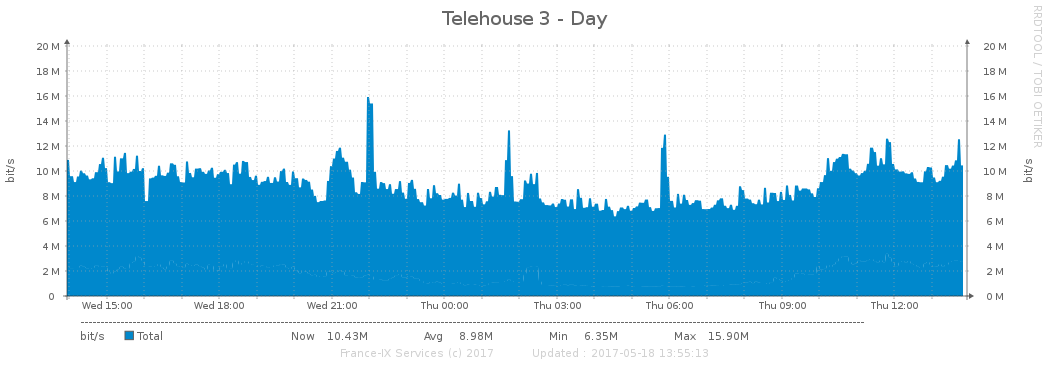 Telehouse 3 - Day
RRDTOOL / TOBI OETIKER
bit/s
20 M 20 M
18 M 18 M
16 M 16 M
14 M 14 M
12 M 12 M
10 M 10 M
8 M 8 M
6 M 6 M
4 M 4 M
2 M 2 M
0 0 M
bit/s
Wed 15:00 Wed 18:00 Wed 21:00 Thu 00:00 Thu 03:00 Thu 06:00 Thu 09:00 Thu 12:00
bit/s Total Now 10.43M Avg 8.98M Min 6.35M Max 15.90M
France-IX Services (c) 2017 Updated : 2017-05-18 13:55:13